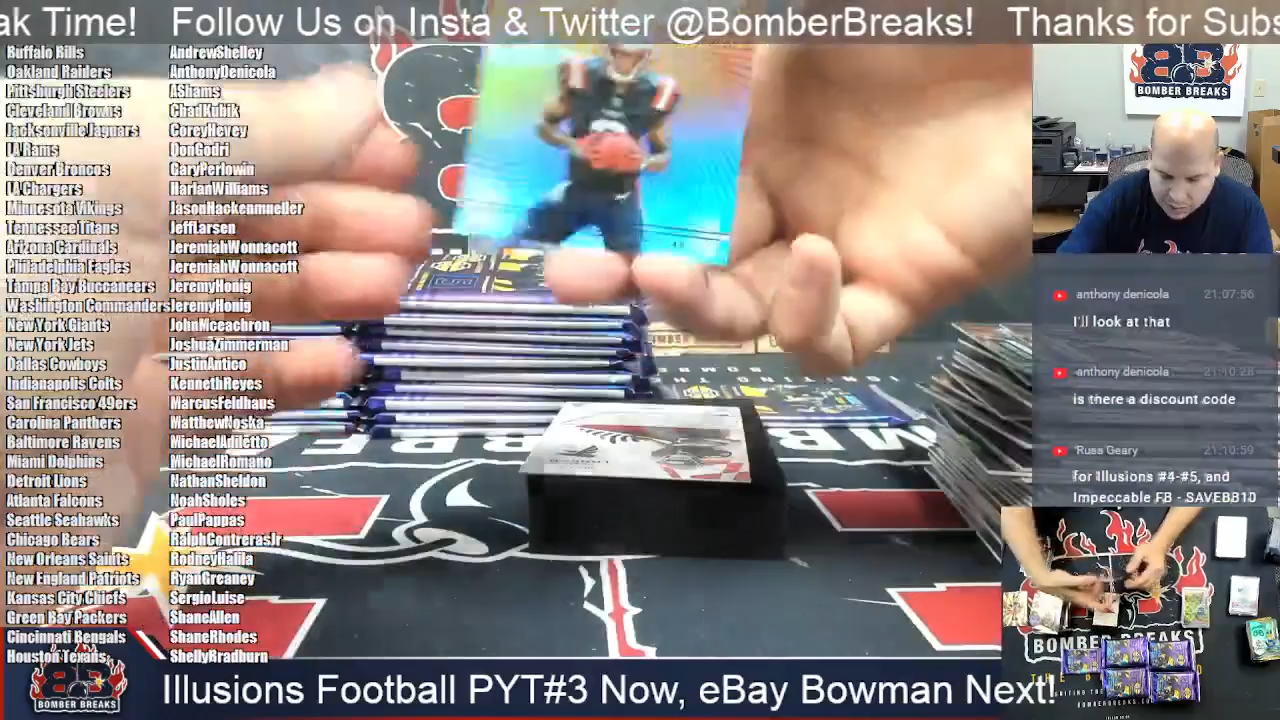 ak Time! Follow Us on Insta & Twitter @BomberBreaks! Thanks for Subs
Buffalo Bills AndrewShelley
Oakland Raiders AnthonyDenicola
Pittsburgh Steelers AShams
Cleveland Browns ChadKubik
Jacksonville Jaguars CoreyHevey
LA Rams DonGodri
Denver Broncos GaryPerlowin
LA Chargers HarlanWilliams
Minnesota Vikings JasonHackenmueller
Tennessee Titans JeffLarsen
Arizona Cardinals JeremiahWonnacott
Philadelphia Eagles JeremiahWonnacott
Tampa Bay Buccaneers JeremyHonig
Washington Commanders JeremyHonig
New York Giants JohnMceachron
New York Jets JoshuaZimmerman
Dallas Cowboys JustinAntico
Indianapolis Colts KennethReyes
San Francisco 49ers MarcusFeldhaus
Carolina Panthers MatthewNoska
Baltimore Ravens MichaelAdiletto
Miami Dolphins MichaelRomano
Detroit Lions NathanSheldon
Atlanta Falcons NoahSholes
Seattle Seahawks PaulPappas
Chicago Bears RalphContrerasJr
New Orleans Saints RodneyHaila
New England Patriots RyanGreaney
Kansas City Chiefs SergioLuise
Green Bay Packers ShaneAllen
Cincinnati Bengals ShaneRhodes
Houston Texans ShellyBradburn
BOMBER BREAKS
anthony denicola 21:07:56
I'll look at that
anthony denicola 21:10:28
is there a discount code
'Russ Geary 21:10:59
for Illusions #4-#5, and
Impeccable FB - SAVEBB10
BOMBER BREAKS
BOMBER BREAKS
Illusions Football PYT#3 Now, eBay Bowman Next!